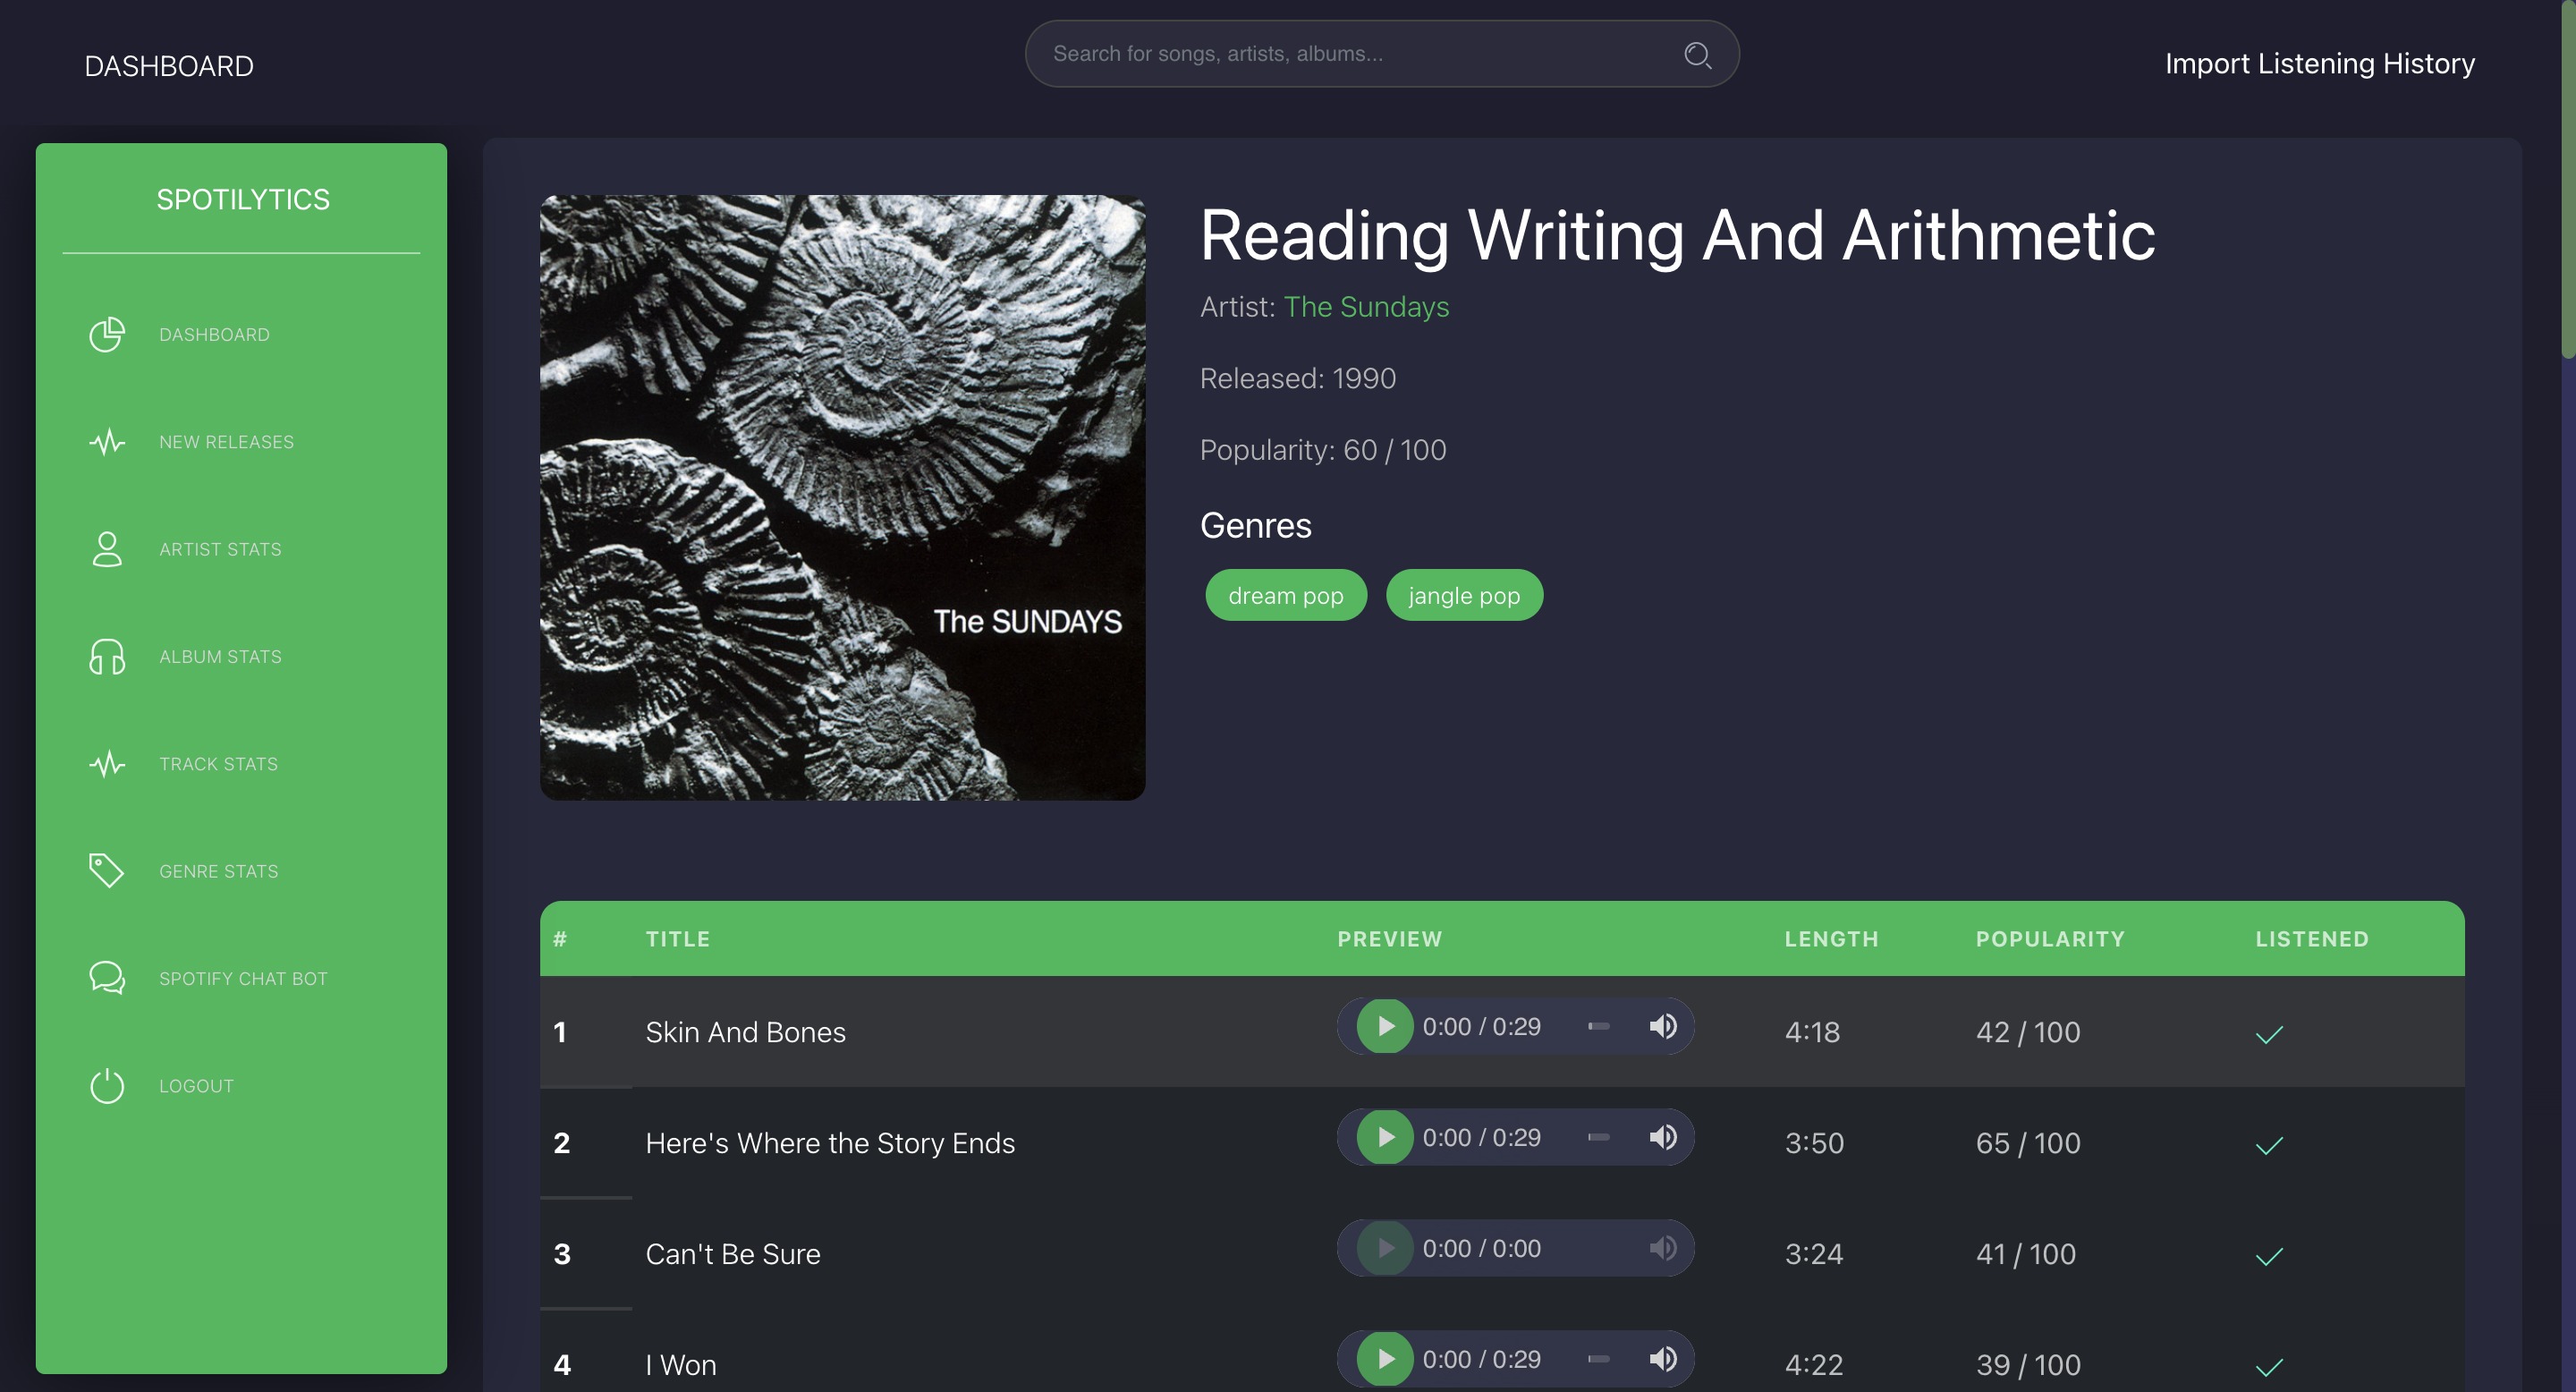 DASHBOARD
Search for songs, artists, albums...
Import Listening History
SPOTILYTICS
DASHBOARD
NEW RELEASES
ARTIST STATS
ALBUM STATS
TRACK STATS
GENRE STATS
SPOTIFY CHAT BOT
LOGOUT
The SUNDAYS
Reading Writing And Arithmetic
Artist: The Sundays
Released: 1990
Popularity: 60 / 100
Genres
dream pop jangle pop
# TITLE PREVIEW LENGTH POPULARITY LISTENED
1 Skin And Bones 0:00 / 0:29 4:18 42 / 100
2 Here's Where the Story Ends 0:00 / 0:29 3:50 65 / 100
3 Can't Be Sure 0:00 / 0:00 3:24 41 / 100
4 I Won 0:00 / 0:29 4:22 39 / 100